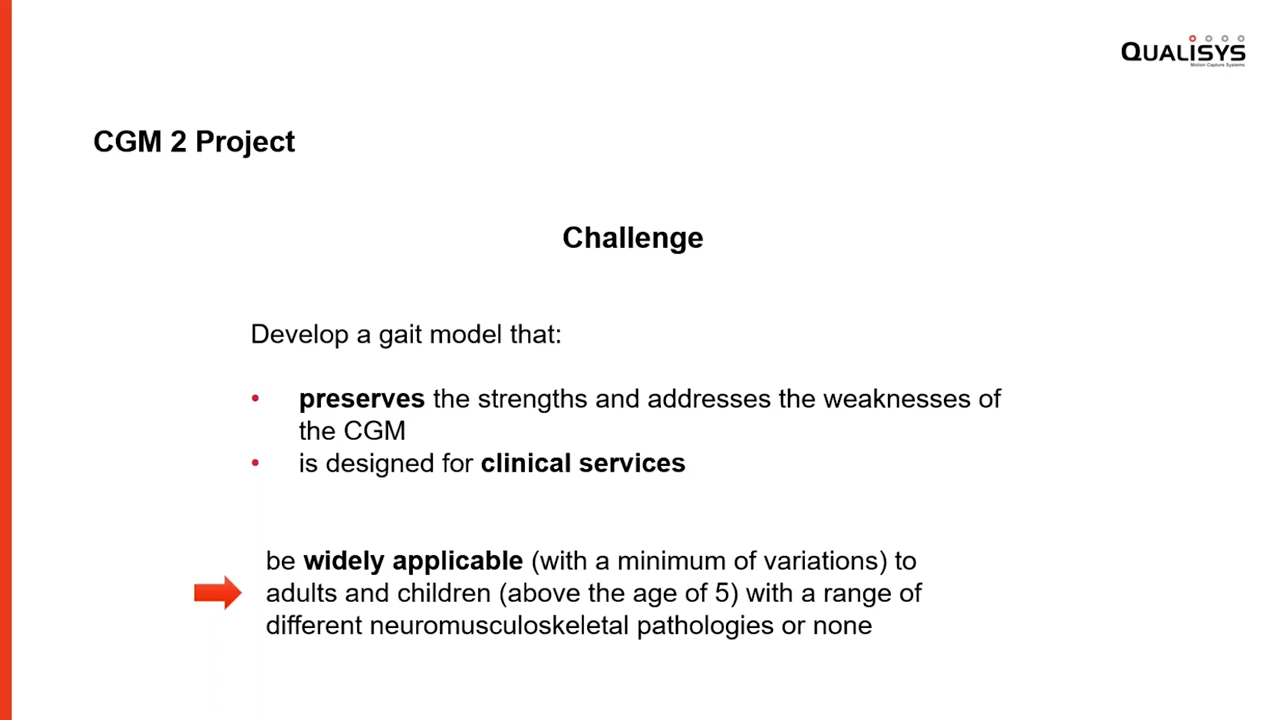 QUALISYS
Motion Capture Systems
CGM 2 Project
Challenge
Develop a gait model that:
• preserves the strengths and addresses the weaknesses of
the CGM
• is designed for clinical services
be widely applicable (with a minimum of variations) to
adults and children (above the age of 5) with a range of
different neuromusculoskeletal pathologies or none